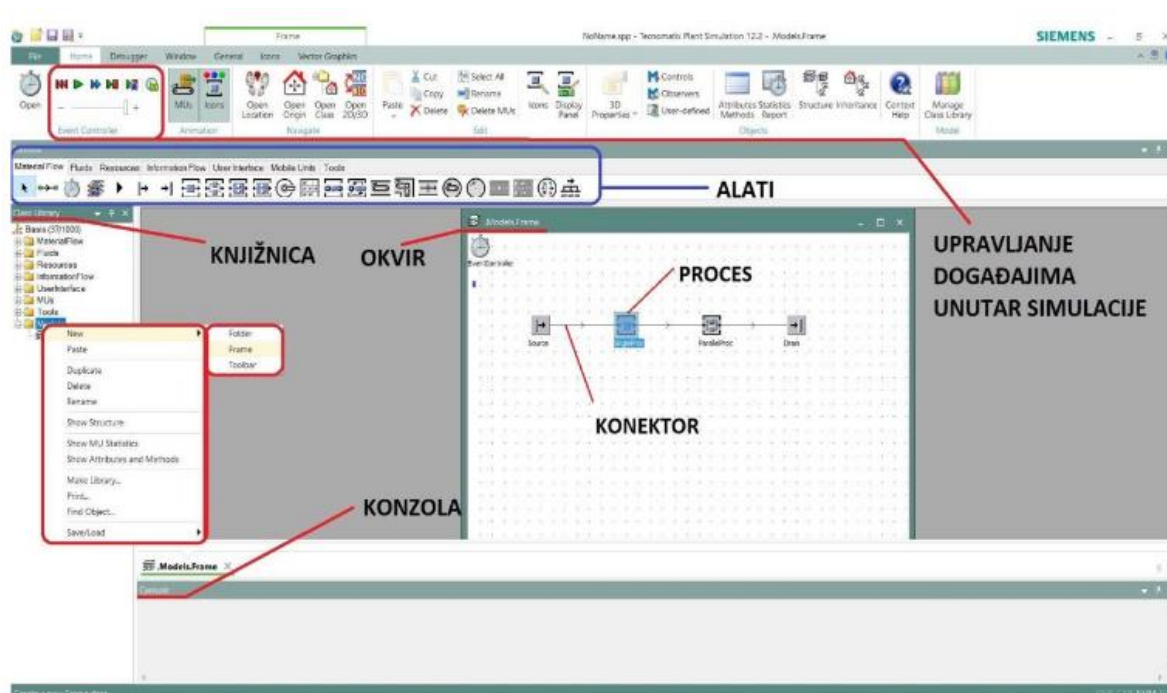 Frame
NoName.spp - Tecnomatix Plant Simulation 12.2 - .Models.Frame
SIEMENS
File Home Debugger Window General Icons Vector Graphics
Open
Event Controller
MUs Icons
Animation
Open Location
Open Origin
Open Class
Open 2D/3D
Navigate
Paste
Cut
Copy
Delete
Select All
Rename
Delete MUs
Edit
Icons
Display Panel
3D Properties
Controls
Observers
User-defined
Attributes Methods
Statistics Report
Structure
Inheritance
Objects
Context Help
Manage Class Library
Model
Material Flow Fluids Resources Information Flow User Interface Mobile Units Tools
ALATI
Class Library
Basis
MaterialFlow
Fluids
Resources
InformationFlow
UserInterface
MUs
Tools
Models
KNJIŽNICA
OKVIR
.Models.Frame
EventController
PROCES
Source
SingleProc
ParallelProc
Drain
KONEKTOR
UPRAVLJANJE
DOGAĐAJIMA
UNUTAR SIMULACIJE
New
Paste
Duplicate
Delete
Rename
Show Structure
Show MU Statistics
Show Attributes and Methods
Make Library...
Print...
Find Object...
Save/Load
Folder
Frame
Toolbar
KONZOLA
.Models.Frame
Console